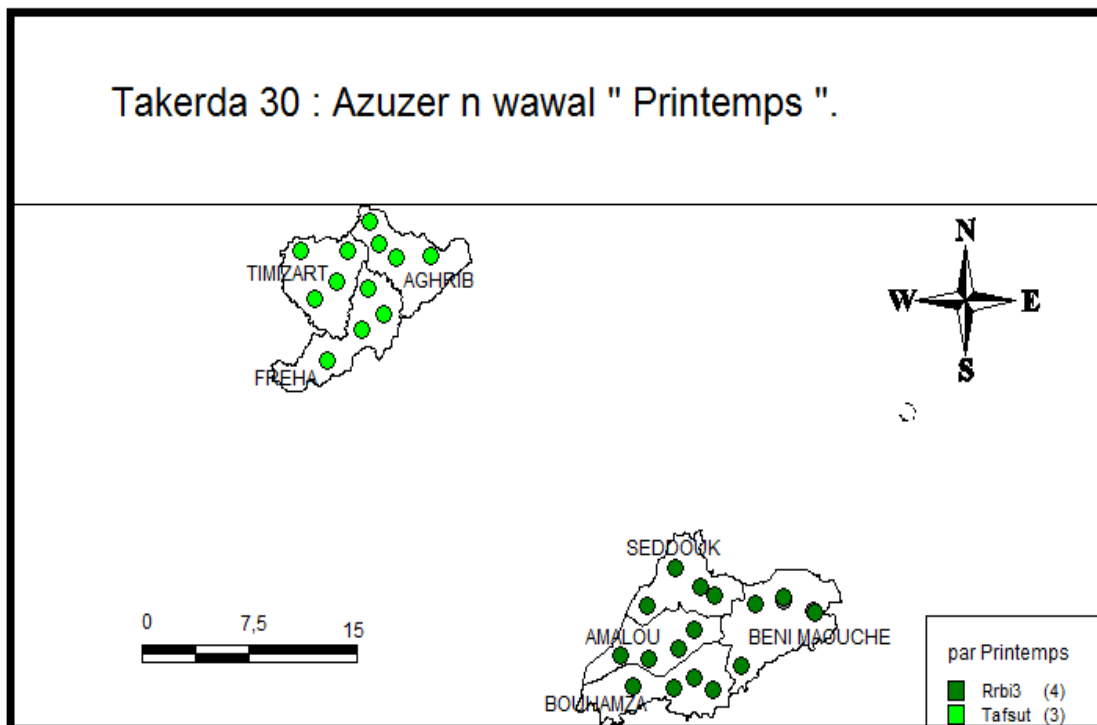 Takerda 30 : Azuzer n wawal " Printemps ".
N
W E
S
TIMIZART
AGHRIB
FREHA
SEDDOUK
AMALOU
BENI MAOUCHE
BOUHAMZA
0 7,5 15
par Printemps
Rrbi3 (4)
Tafsut (3)